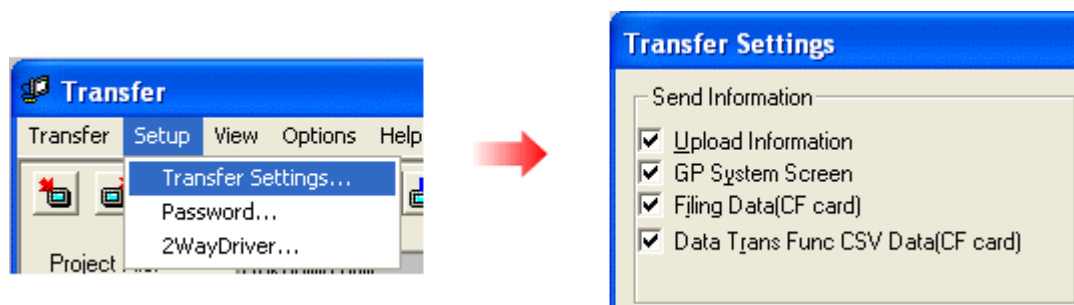 Transfer
Transfer Setup View Options Help
Transfer Settings...
Password...
2WayDriver...
Project
Transfer Settings
Send Information
Upload Information
GP System Screen
Filing Data(CF card)
Data Trans Func CSV Data(CF card)